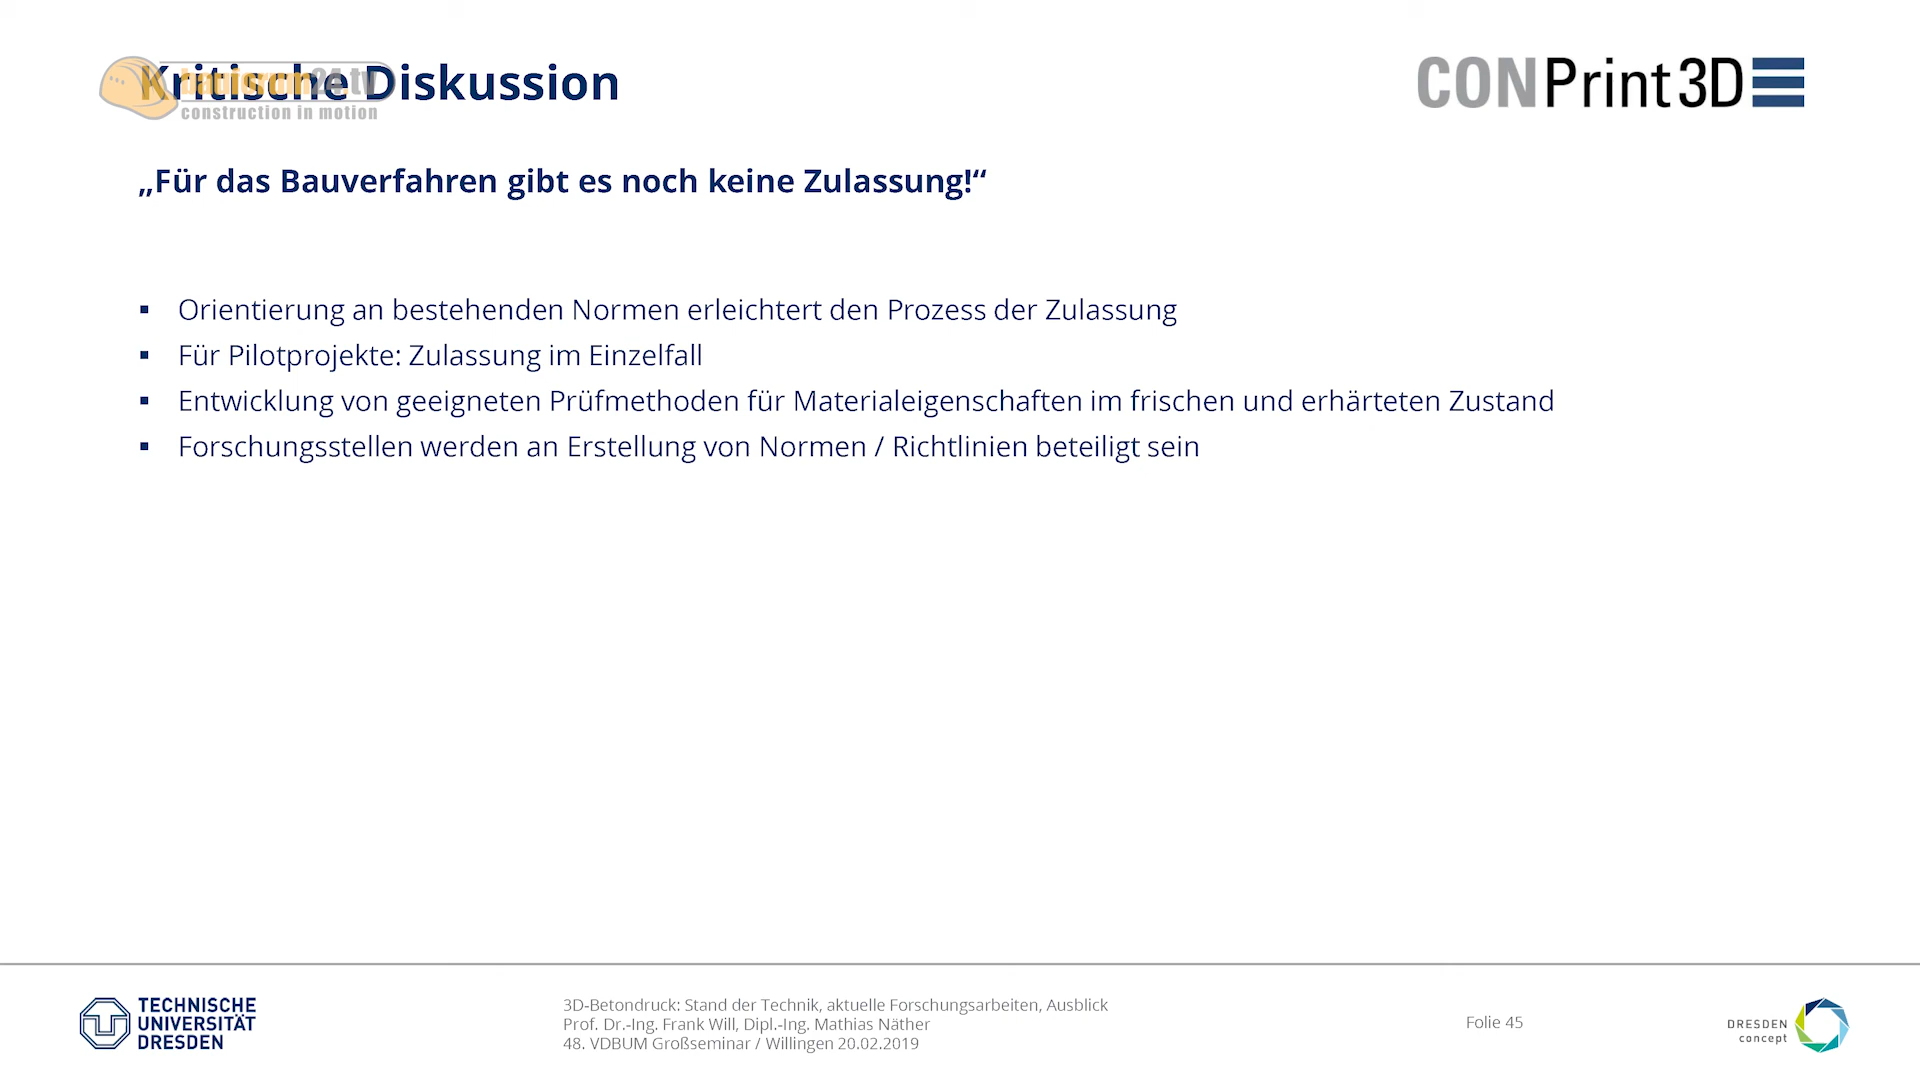 Kritische Diskussion
bauforum24.tv
construction in motion
CONPrint3D
„Für das Bauverfahren gibt es noch keine Zulassung!“
▪ Orientierung an bestehenden Normen erleichtert den Prozess der Zulassung
▪ Für Pilotprojekte: Zulassung im Einzelfall
▪ Entwicklung von geeigneten Prüfmethoden für Materialeigenschaften im frischen und erhärteten Zustand
▪ Forschungsstellen werden an Erstellung von Normen / Richtlinien beteiligt sein
TECHNISCHE
UNIVERSITÄT
DRESDEN
3D-Betondruck: Stand der Technik, aktuelle Forschungsarbeiten, Ausblick
Prof. Dr.-Ing. Frank Will, Dipl.-Ing. Mathias Näther
48. VDBUM Großseminar / Willingen 20.02.2019
Folie 45
DRESDEN
concept